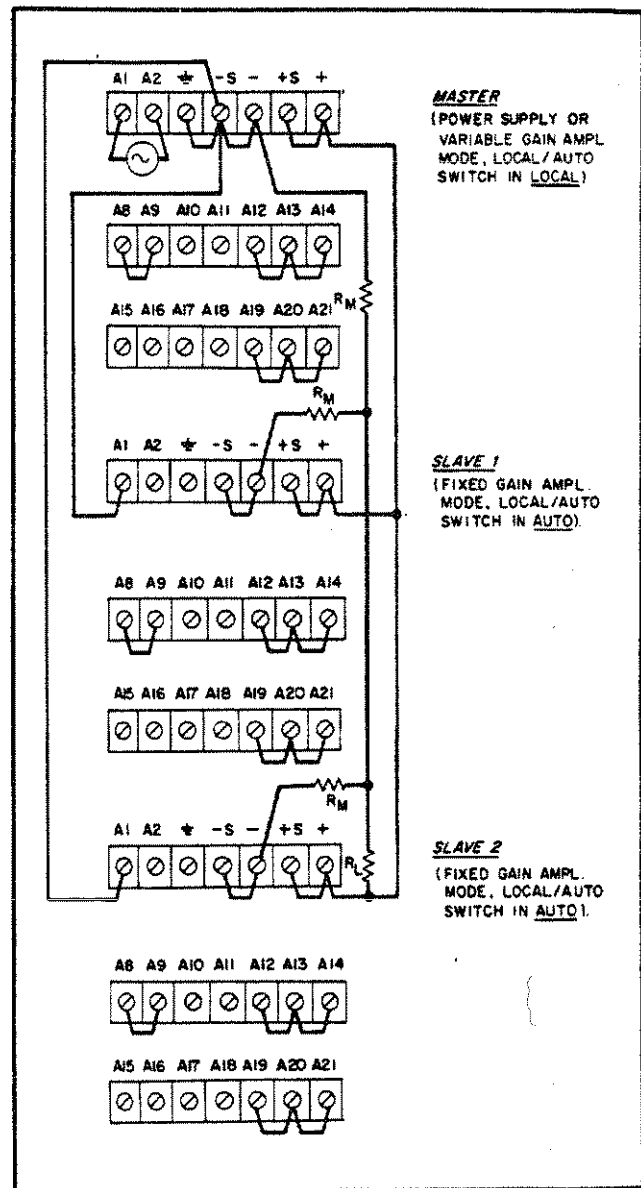 A1 A2 ⏚ -S - +S +
MASTER
(POWER SUPPLY OR
VARIABLE GAIN AMPL
MODE, LOCAL/AUTO
SWITCH IN LOCAL)
A8 A9 A10 A11 A12 A13 A14
RM
A15 A16 A17 A18 A19 A20 A21
RM
A1 A2 ⏚ -S - +S +
SLAVE 1
(FIXED GAIN AMPL.
MODE, LOCAL/AUTO
SWITCH IN AUTO).
A8 A9 A10 A11 A12 A13 A14
A15 A16 A17 A18 A19 A20 A21
RM
A1 A2 ⏚ -S - +S +
RL
SLAVE 2
(FIXED GAIN AMPL.
MODE, LOCAL/AUTO
SWITCH IN AUTO).
A8 A9 A10 A11 A12 A13 A14
A15 A16 A17 A18 A19 A20 A21